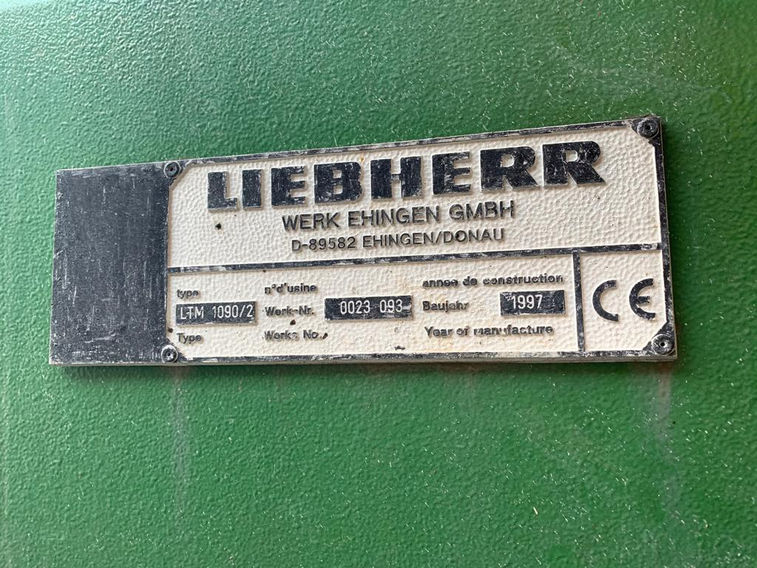 LIEBHERR
WERK EHINGEN GMBH
D-89582 EHINGEN/DONAU
type
LTM 1090/2
Type
n°d'usine
Werk-Nr. 0023 093
Works No.
année de construction
Baujahr 1997
Year of manufacture
CE